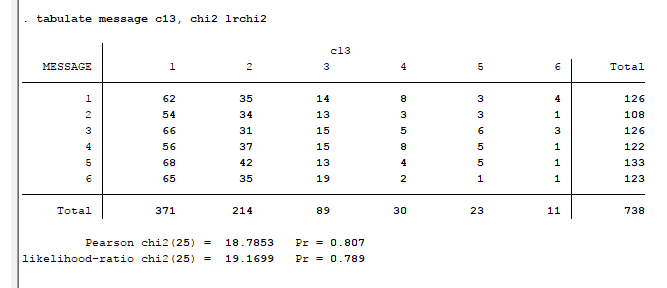 . tabulate message c13, chi2 lrchi2
c13
MESSAGE 1 2 3 4 5 6 Total
1 62 35 14 8 3 4 126
2 54 34 13 3 3 1 108
3 66 31 15 5 6 3 126
4 56 37 15 8 5 1 122
5 68 42 13 4 5 1 133
6 65 35 19 2 1 1 123
Total 371 214 89 30 23 11 738
Pearson chi2(25) = 18.7853 Pr = 0.807
likelihood-ratio chi2(25) = 19.1699 Pr = 0.789